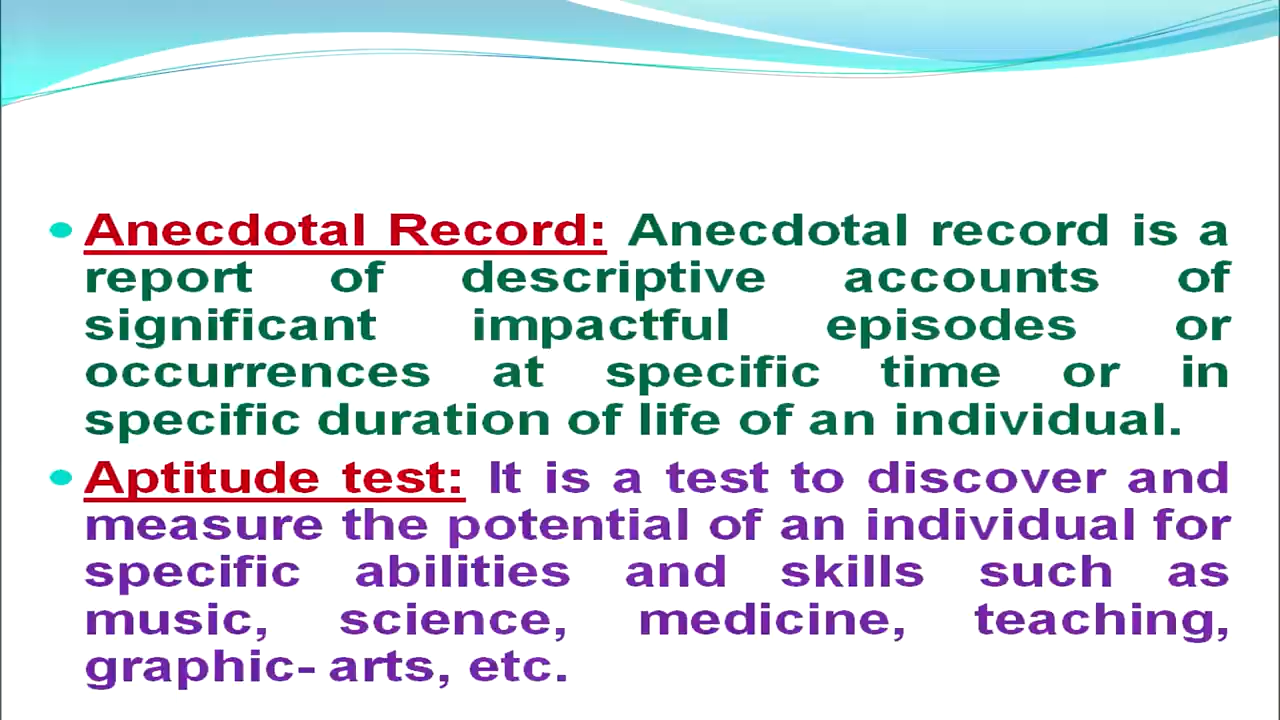 Anecdotal Record: Anecdotal record is a
report of descriptive accounts of
significant impactful episodes or
occurrences at specific time or in
specific duration of life of an individual.
Aptitude test: It is a test to discover and
measure the potential of an individual for
specific abilities and skills such as
music, science, medicine, teaching,
graphic- arts, etc.